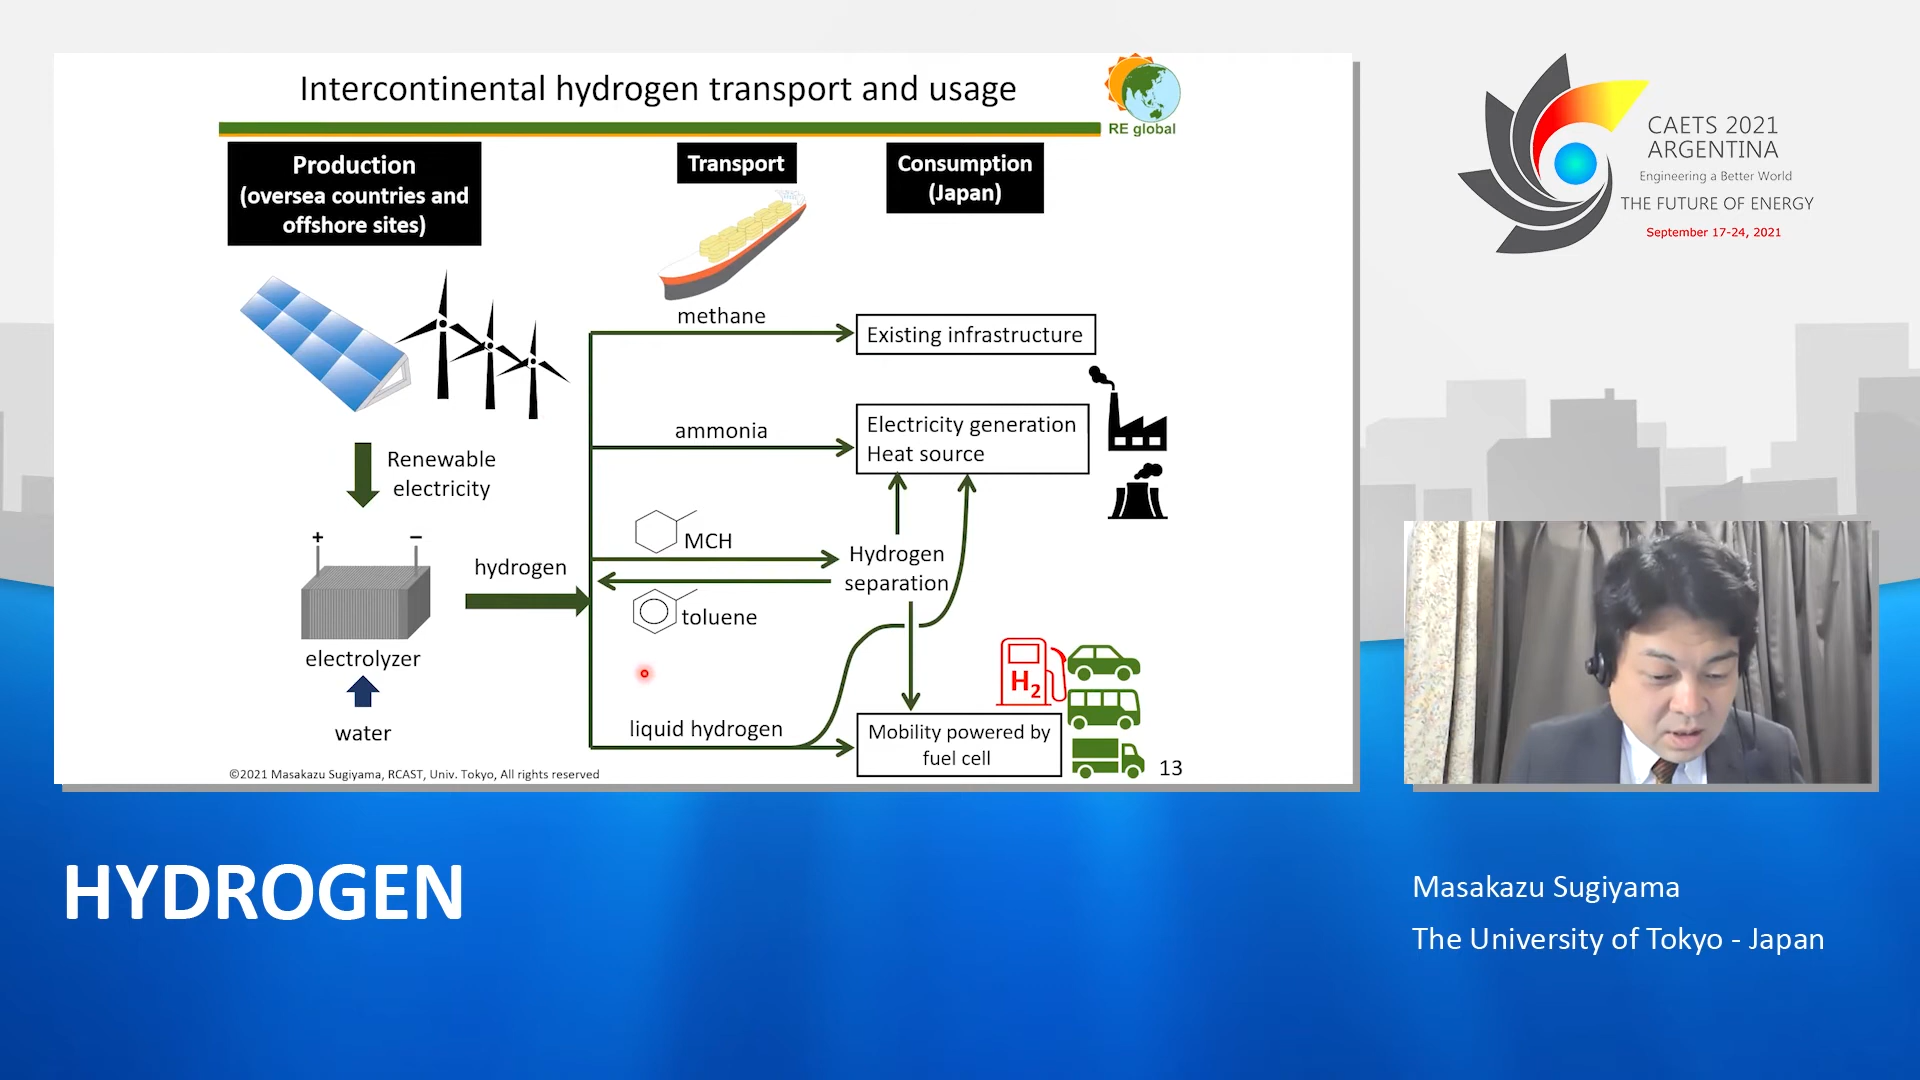 Intercontinental hydrogen transport and usage
RE global
Production
(oversea countries and
offshore sites)
Transport
Consumption
(Japan)
methane
Existing infrastructure
ammonia
Electricity generation
Heat source
Renewable
electricity
+
−
MCH
Hydrogen
separation
hydrogen
toluene
electrolyzer
water
H2
liquid hydrogen
Mobility powered by
fuel cell
©2021 Masakazu Sugiyama, RCAST, Univ. Tokyo, All rights reserved
13
CAETS 2021
ARGENTINA
Engineering a Better World
THE FUTURE OF ENERGY
September 17-24, 2021
HYDROGEN
Masakazu Sugiyama
The University of Tokyo - Japan